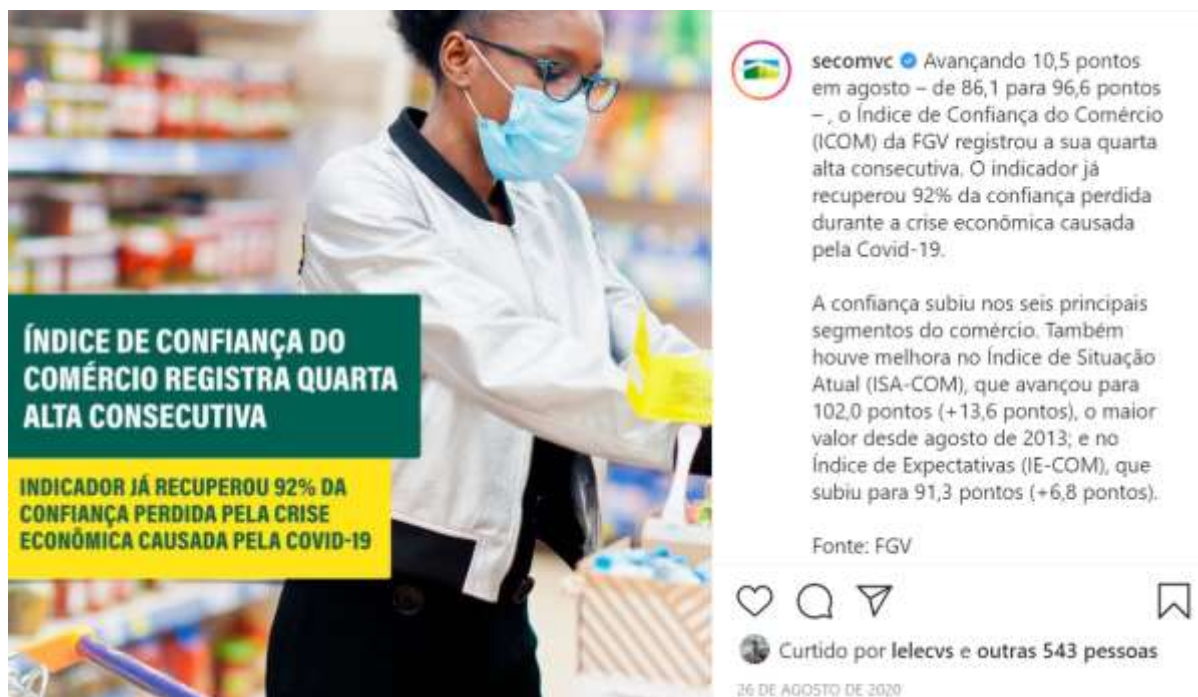 ÍNDICE DE CONFIANÇA DO
COMÉRCIO REGISTRA QUARTA
ALTA CONSECUTIVA
INDICADOR JÁ RECUPEROU 92% DA
CONFIANÇA PERDIDA PELA CRISE
ECONÔMICA CAUSADA PELA COVID-19
secomvc Avançando 10,5 pontos
em agosto – de 86,1 para 96,6 pontos
– , o Índice de Confiança do Comércio
(ICOM) da FGV registrou a sua quarta
alta consecutiva. O indicador já
recuperou 92% da confiança perdida
durante a crise econômica causada
pela Covid-19.
A confiança subiu nos seis principais
segmentos do comércio. Também
houve melhora no Índice de Situação
Atual (ISA-COM), que avançou para
102,0 pontos (+13,6 pontos), o maior
valor desde agosto de 2013; e no
Índice de Expectativas (IE-COM), que
subiu para 91,3 pontos (+6,8 pontos).
Fonte: FGV
Curtido por lelecvs e outras 543 pessoas
26 DE AGOSTO DE 2020